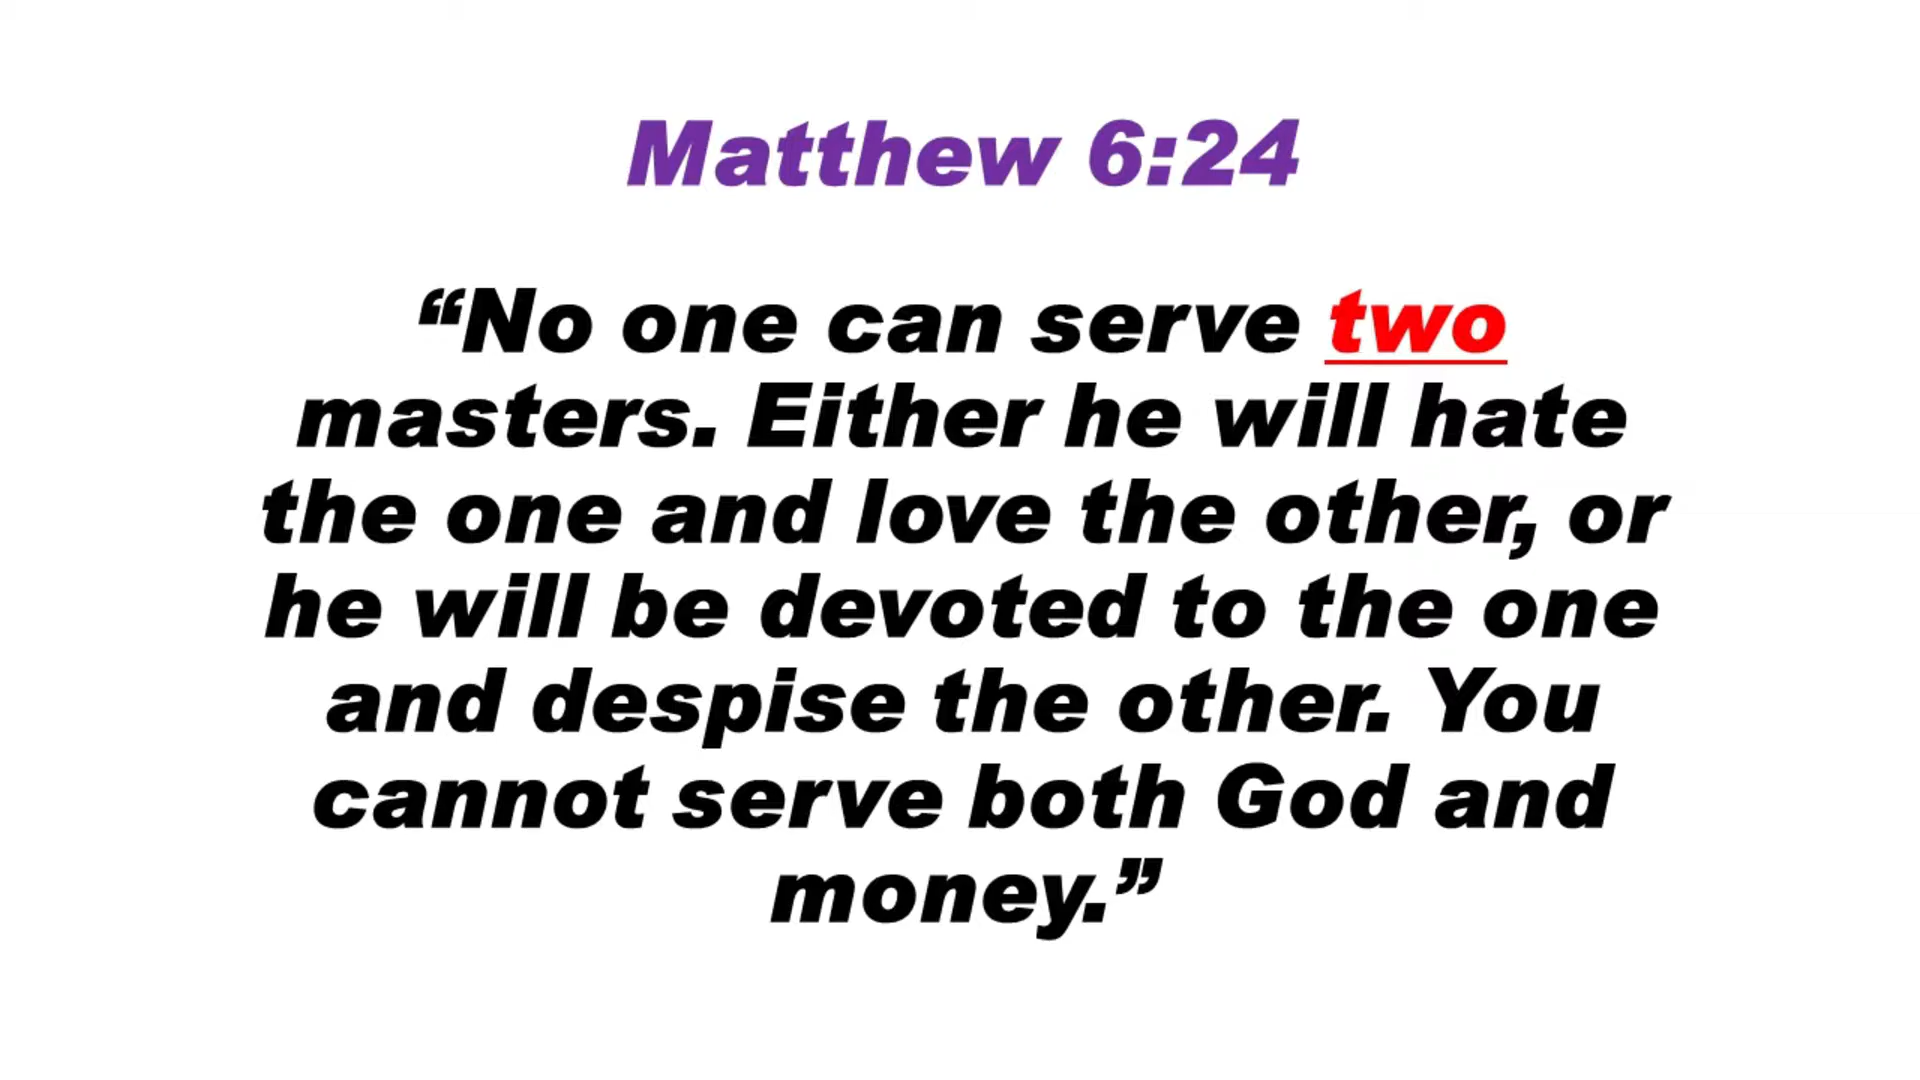 Matthew 6:24
“No one can serve two
masters. Either he will hate
the one and love the other, or
he will be devoted to the one
and despise the other. You
cannot serve both God and
money.”